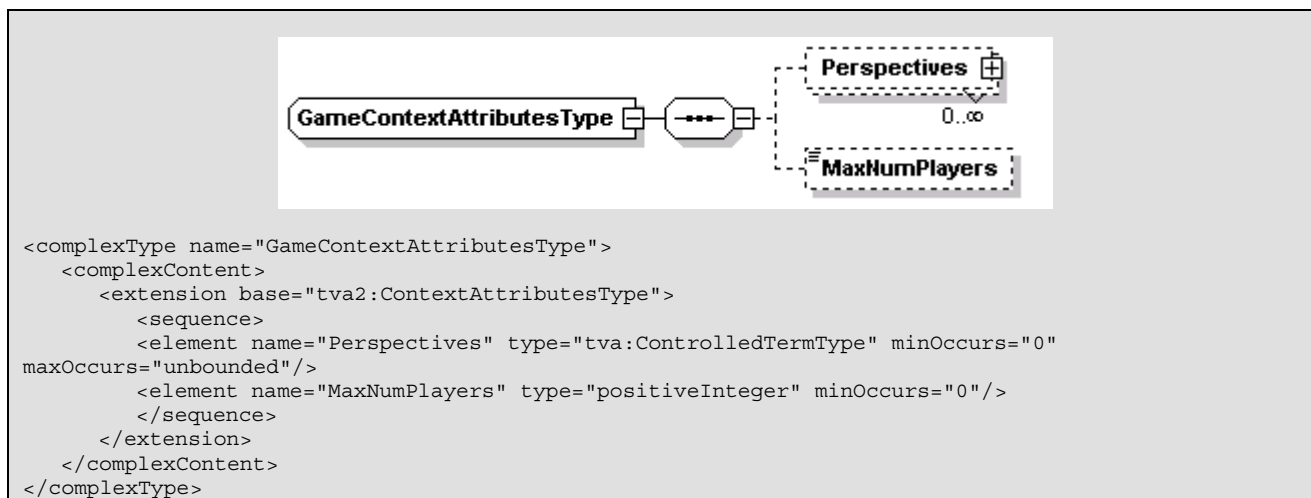 GameContextAttributesType
Perspectives
0..∞
MaxNumPlayers
<complexType name="GameContextAttributesType">
   <complexContent>
      <extension base="tva2:ContextAttributesType">
         <sequence>
         <element name="Perspectives" type="tva:ControlledTermType" minOccurs="0"
maxOccurs="unbounded"/>
         <element name="MaxNumPlayers" type="positiveInteger" minOccurs="0"/>
         </sequence>
      </extension>
   </complexContent>
</complexType>